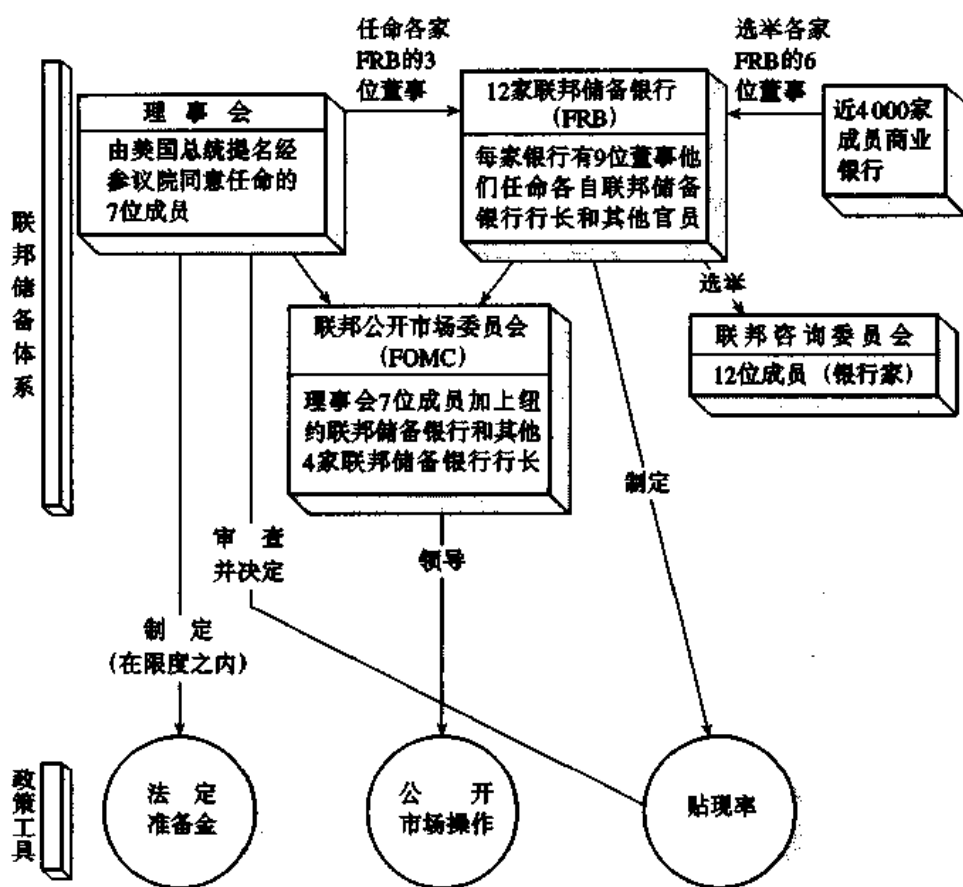 任命各家
FRB的3
位董事
选举各家
FRB的6
位董事
理 事 会
由美国总统提名经
参议院同意任命的
7位成员
12家联邦储备银行
(FRB)
每家银行有9位董事他
们任命各自联邦储备
银行行长和其他官员
近4000家
成员商业
银行
联邦储备体系
选举
联邦公开市场委员会
(FOMC)
理事会7位成员加上纽
约联邦储备银行和其他
4家联邦储备银行行长
联邦咨询委员会
12位成员（银行家）
制定
审 查
并决定
领导
制 定
(在限度之内)
政策工具
法 定
准备金
公 开
市场操作
贴现率